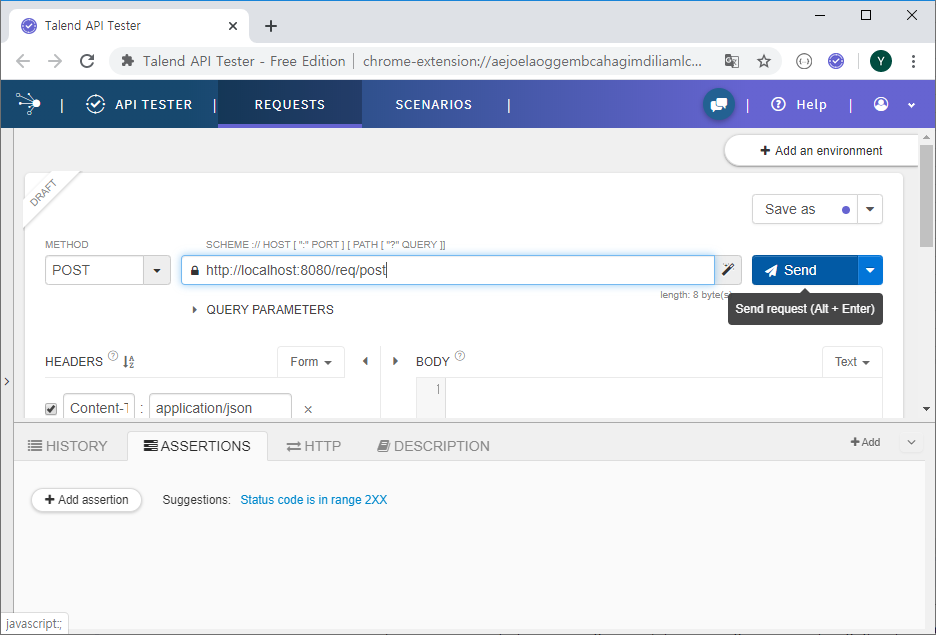 Talend API Tester
Talend API Tester - Free Edition | chrome-extension://aejoelaoggembcahagimdiliamlc...
Y
| API TESTER | REQUESTS SCENARIOS | | Help |
+ Add an environment
DRAFT
Save as
METHOD SCHEME :// HOST [ ":" PORT ] [ PATH [ "?" QUERY ]]
POST http://localhost:8080/req/post Send
length: 8 byte(s)
Send request (Alt + Enter)
QUERY PARAMETERS
HEADERS ? Form BODY ? Text
1
Content-T : application/json ×
HISTORY ASSERTIONS HTTP DESCRIPTION + Add
+ Add assertion Suggestions: Status code is in range 2XX
javascript:;